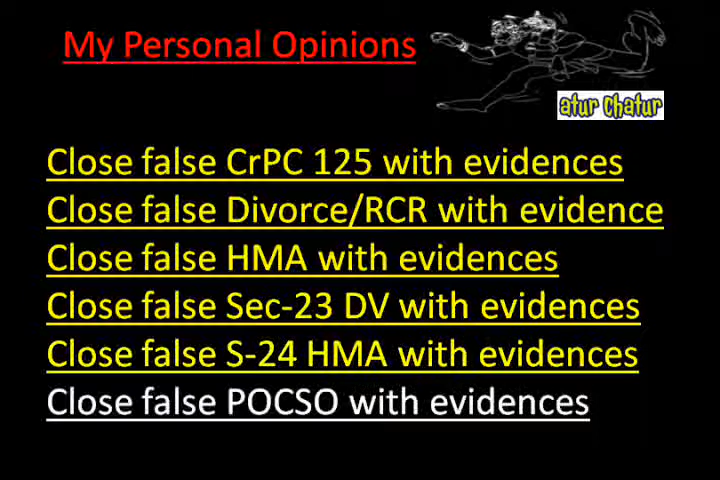 My Personal Opinions
atur chatur
Close false CrPC 125 with evidences
Close false Divorce/RCR with evidence
Close false HMA with evidences
Close false Sec-23 DV with evidences
Close false S-24 HMA with evidences
Close false POCSO with evidences